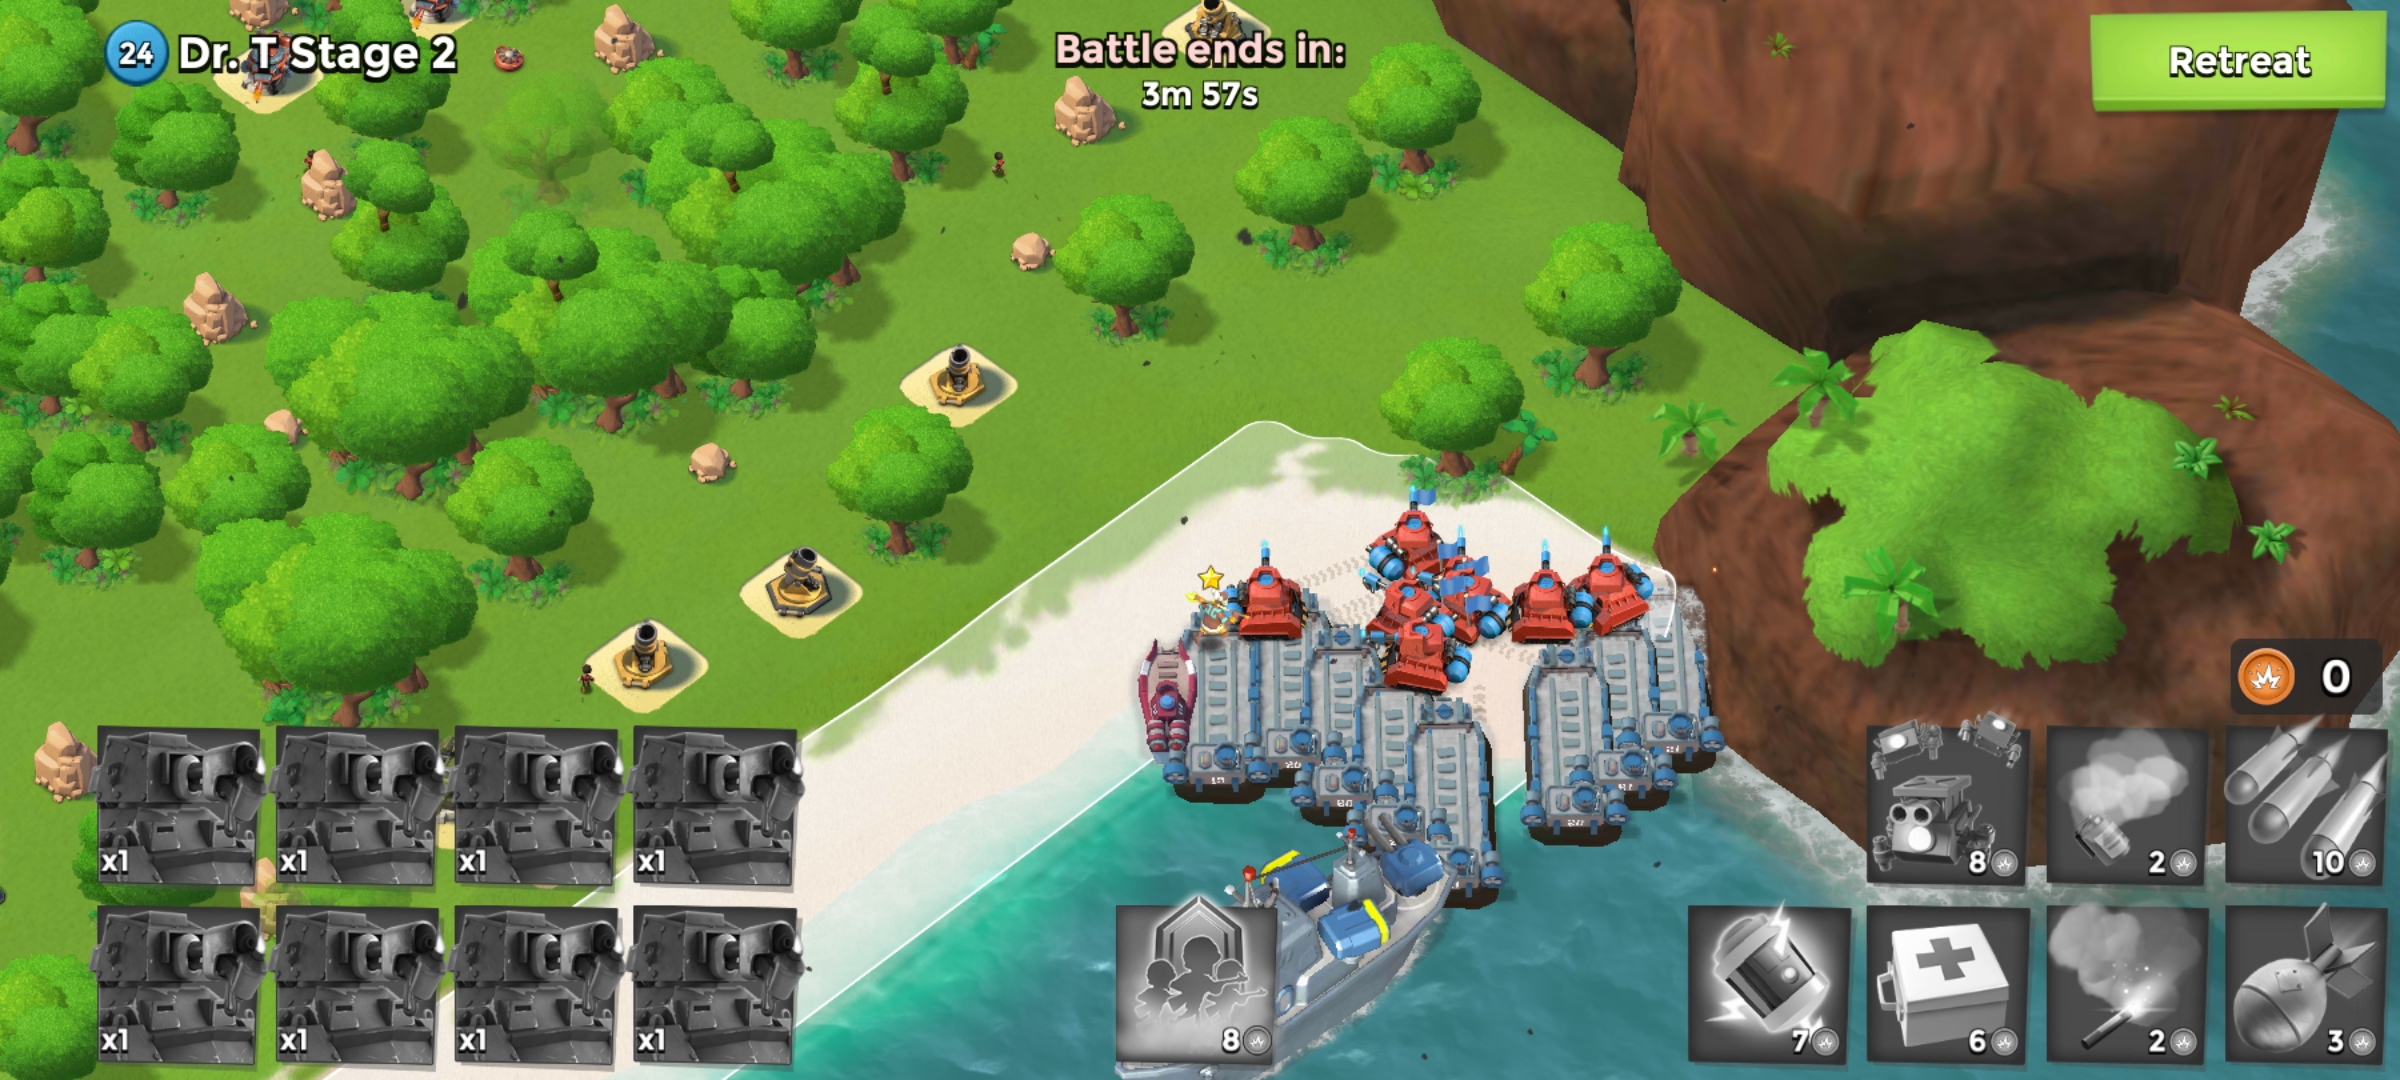 24 Dr. T Stage 2
Battle ends in:
3m 57s
Retreat
0
x1 x1 x1 x1
8 2 10
x1 x1 x1 x1
8
7 6 2 3